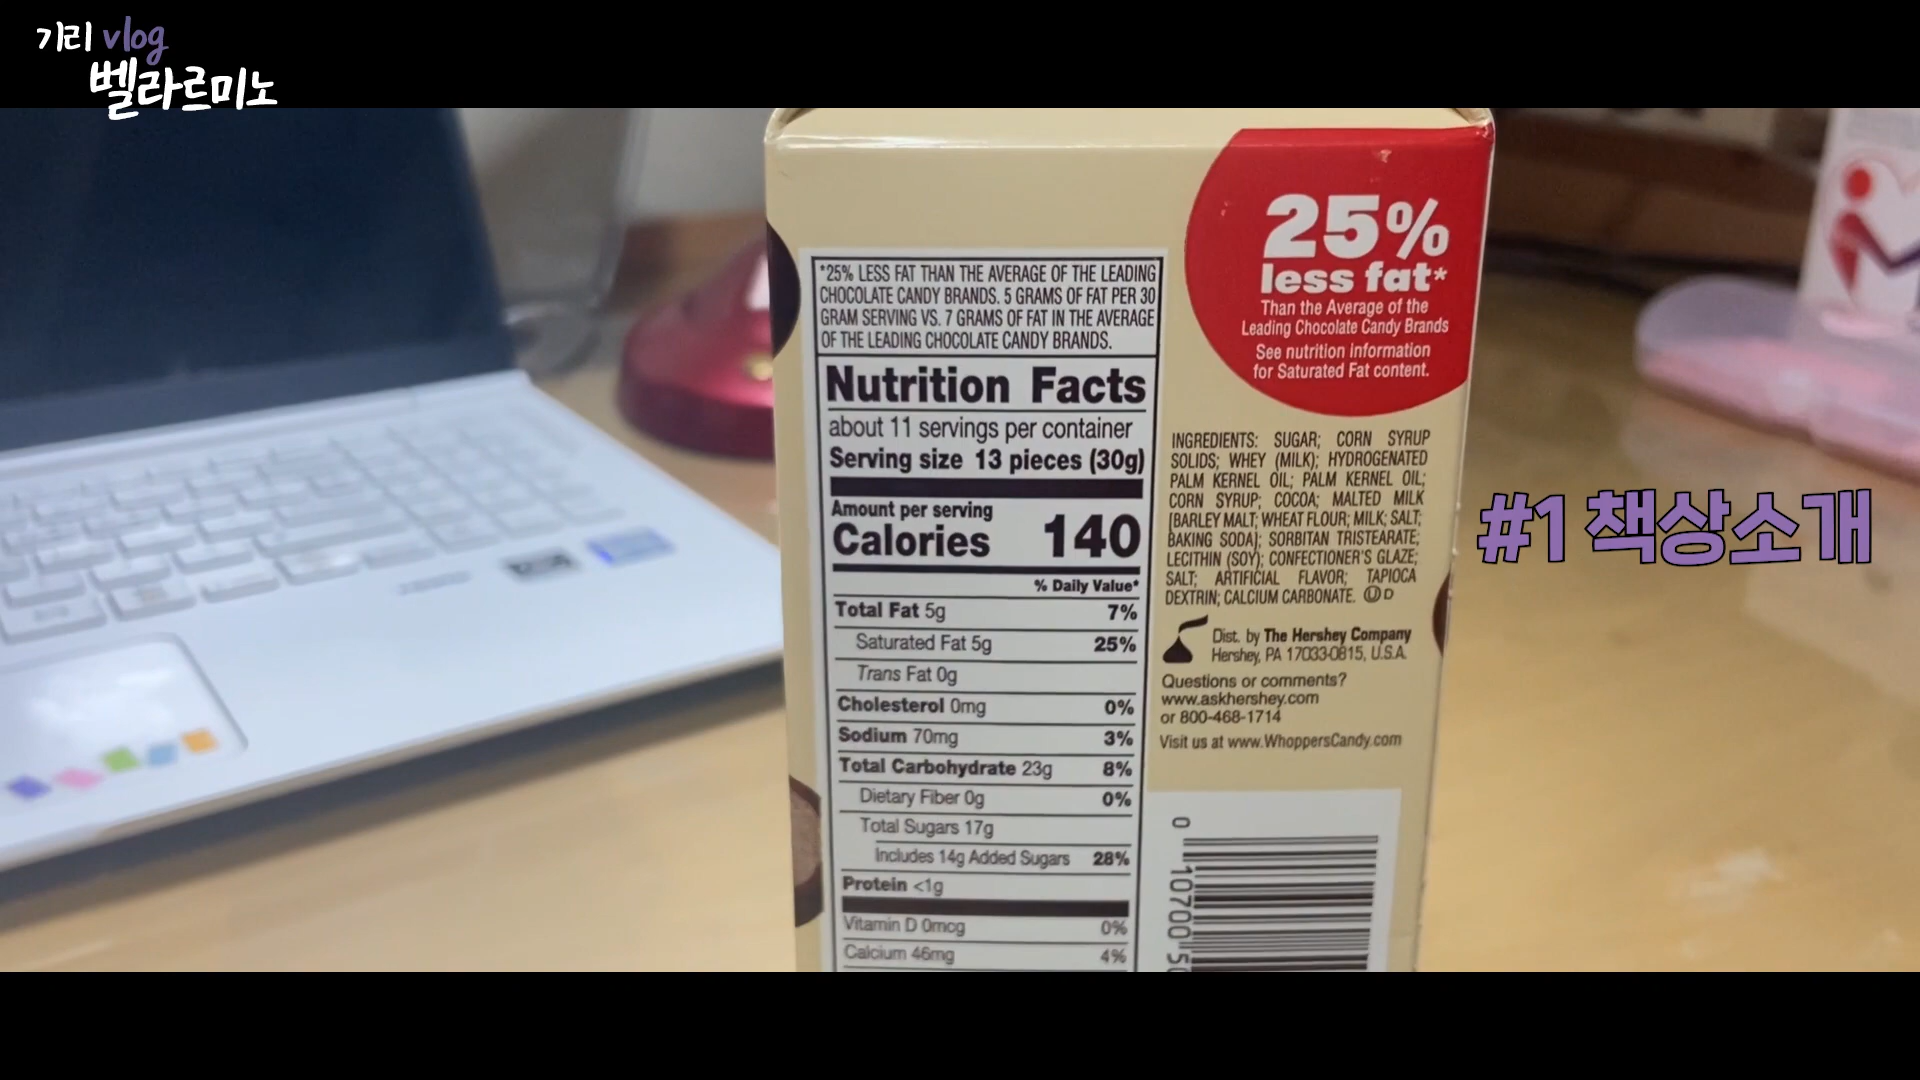 기리 vlog
벨라르미노
*25% LESS FAT THAN THE AVERAGE OF THE LEADING
CHOCOLATE CANDY BRANDS. 5 GRAMS OF FAT PER 30
GRAM SERVING VS. 7 GRAMS OF FAT IN THE AVERAGE
OF THE LEADING CHOCOLATE CANDY BRANDS.
Nutrition Facts
about 11 servings per container
Serving size 13 pieces (30g)
Amount per serving
Calories 140
% Daily Value*
Total Fat 5g 7%
Saturated Fat 5g 25%
Trans Fat 0g
Cholesterol 0mg 0%
Sodium 70mg 3%
Total Carbohydrate 23g 8%
Dietary Fiber 0g 0%
Total Sugars 17g
Includes 14g Added Sugars 28%
Protein <1g
Vitamin D 0mcg 0%
Calcium 46mg 4%
25%
less fat*
Than the Average of the
Leading Chocolate Candy Brands
See nutrition information
for Saturated Fat content.
INGREDIENTS: SUGAR; CORN SYRUP
SOLIDS; WHEY (MILK); HYDROGENATED
PALM KERNEL OIL; PALM KERNEL OIL;
CORN SYRUP; COCOA; MALTED MILK
[BARLEY MALT; WHEAT FLOUR; MILK; SALT;
BAKING SODA]; SORBITAN TRISTEARATE;
LECITHIN (SOY); CONFECTIONER'S GLAZE;
SALT; ARTIFICIAL FLAVOR; TAPIOCA
DEXTRIN; CALCIUM CARBONATE. Ⓤ D
Dist. by The Hershey Company
Hershey, PA 17033-0815, U.S.A.
Questions or comments?
www.askhershey.com
or 800-468-1714
Visit us at www.WhoppersCandy.com
0 10700 5
#1 책상소개